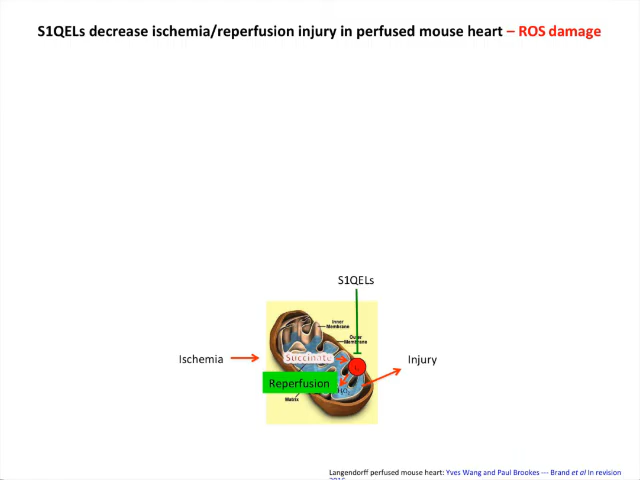 S1QELs decrease ischemia/reperfusion injury in perfused mouse heart – ROS damage
S1QELs
Inner
Membrane
Outer
Membrane
Ischemia
Succinate
Injury
Reperfusion
Matrix
Langendorff perfused mouse heart: Yves Wang and Paul Brookes --- Brand et al In revision
2016